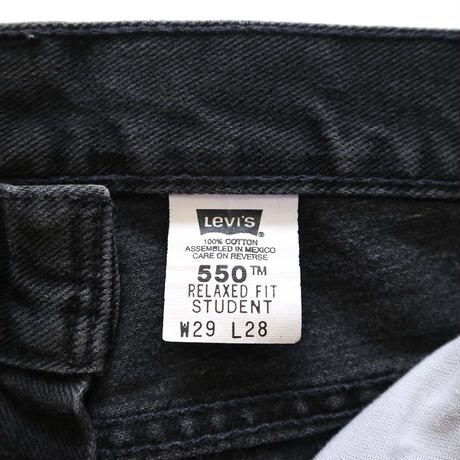 Levi's ®
100% COTTON
ASSEMBLED IN MEXICO
CARE ON REVERSE
550™
RELAXED FIT
STUDENT
W29 L28